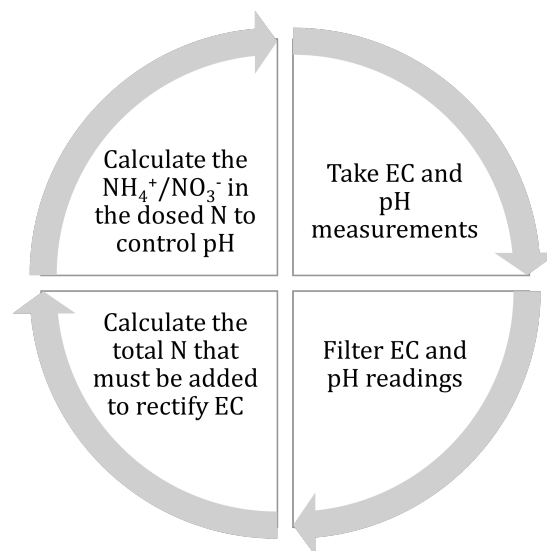 Calculate the
NH₄⁺/NO₃⁻ in
the dosed N to
control pH
Take EC and
pH
measurements
Calculate the
total N that
must be added
to rectify EC
Filter EC and
pH readings